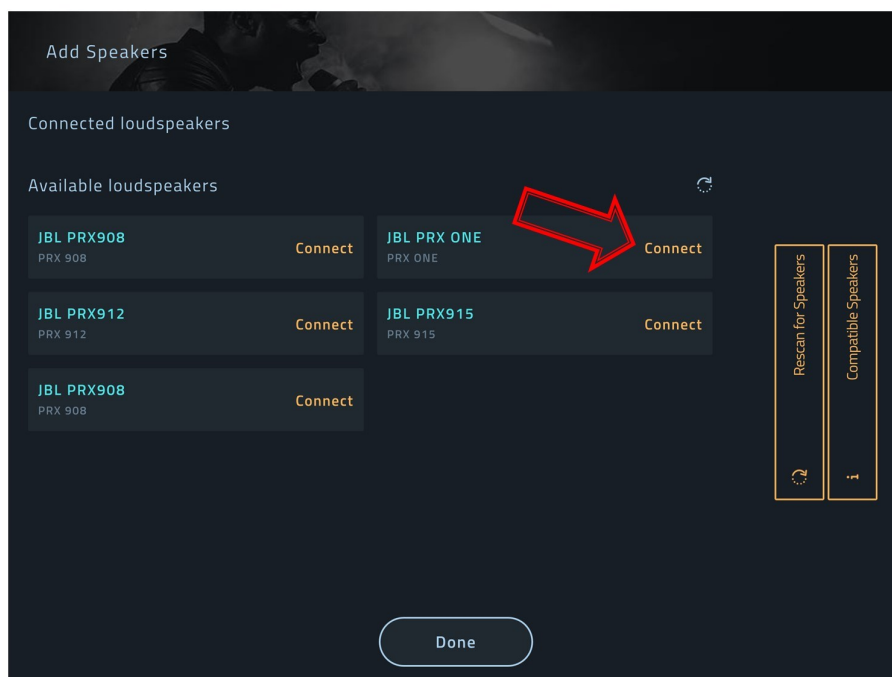 Add Speakers
Connected loudspeakers
Available loudspeakers
JBL PRX908
PRX 908
Connect
JBL PRX ONE
PRX ONE
Connect
JBL PRX912
PRX 912
Connect
JBL PRX915
PRX 915
Connect
JBL PRX908
PRX 908
Connect
Rescan for Speakers
Compatible Speakers
Done